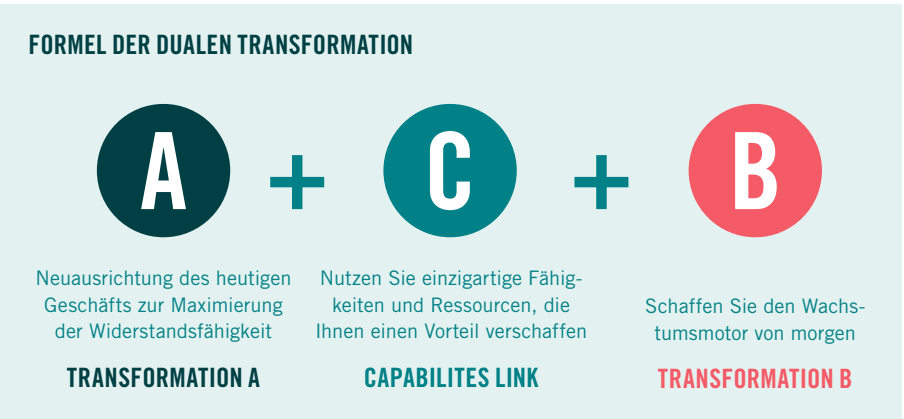 FORMEL DER DUALEN TRANSFORMATION
A + C + B
Neuausrichtung des heutigen
Geschäfts zur Maximierung
der Widerstandsfähigkeit
TRANSFORMATION A
Nutzen Sie einzigartige Fähig-
keiten und Ressourcen, die
Ihnen einen Vorteil verschaffen
CAPABILITES LINK
Schaffen Sie den Wachs-
tumsmotor von morgen
TRANSFORMATION B